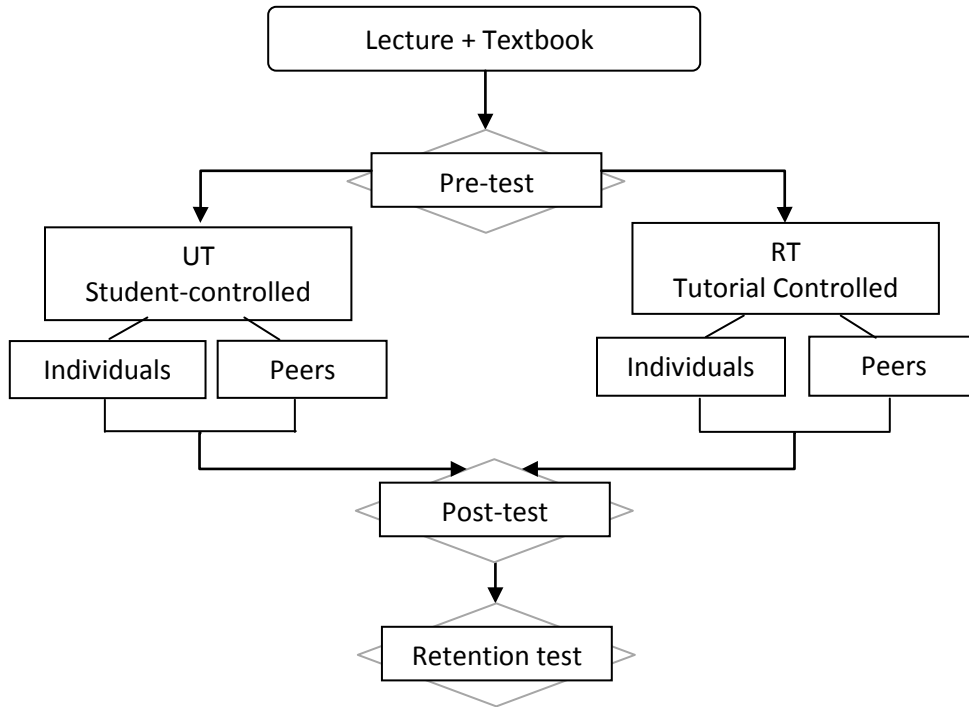 Lecture + Textbook
Pre-test
UT
Student-controlled
RT
Tutorial Controlled
Individuals
Peers
Individuals
Peers
Post-test
Retention test